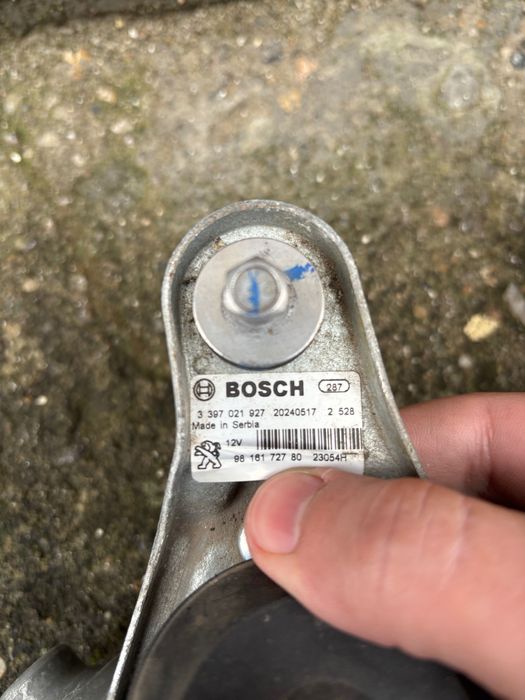 BOSCH 287
3 397 021 927 20240517 2 528
Made in Serbia
12V
98 161 727 80 23054H